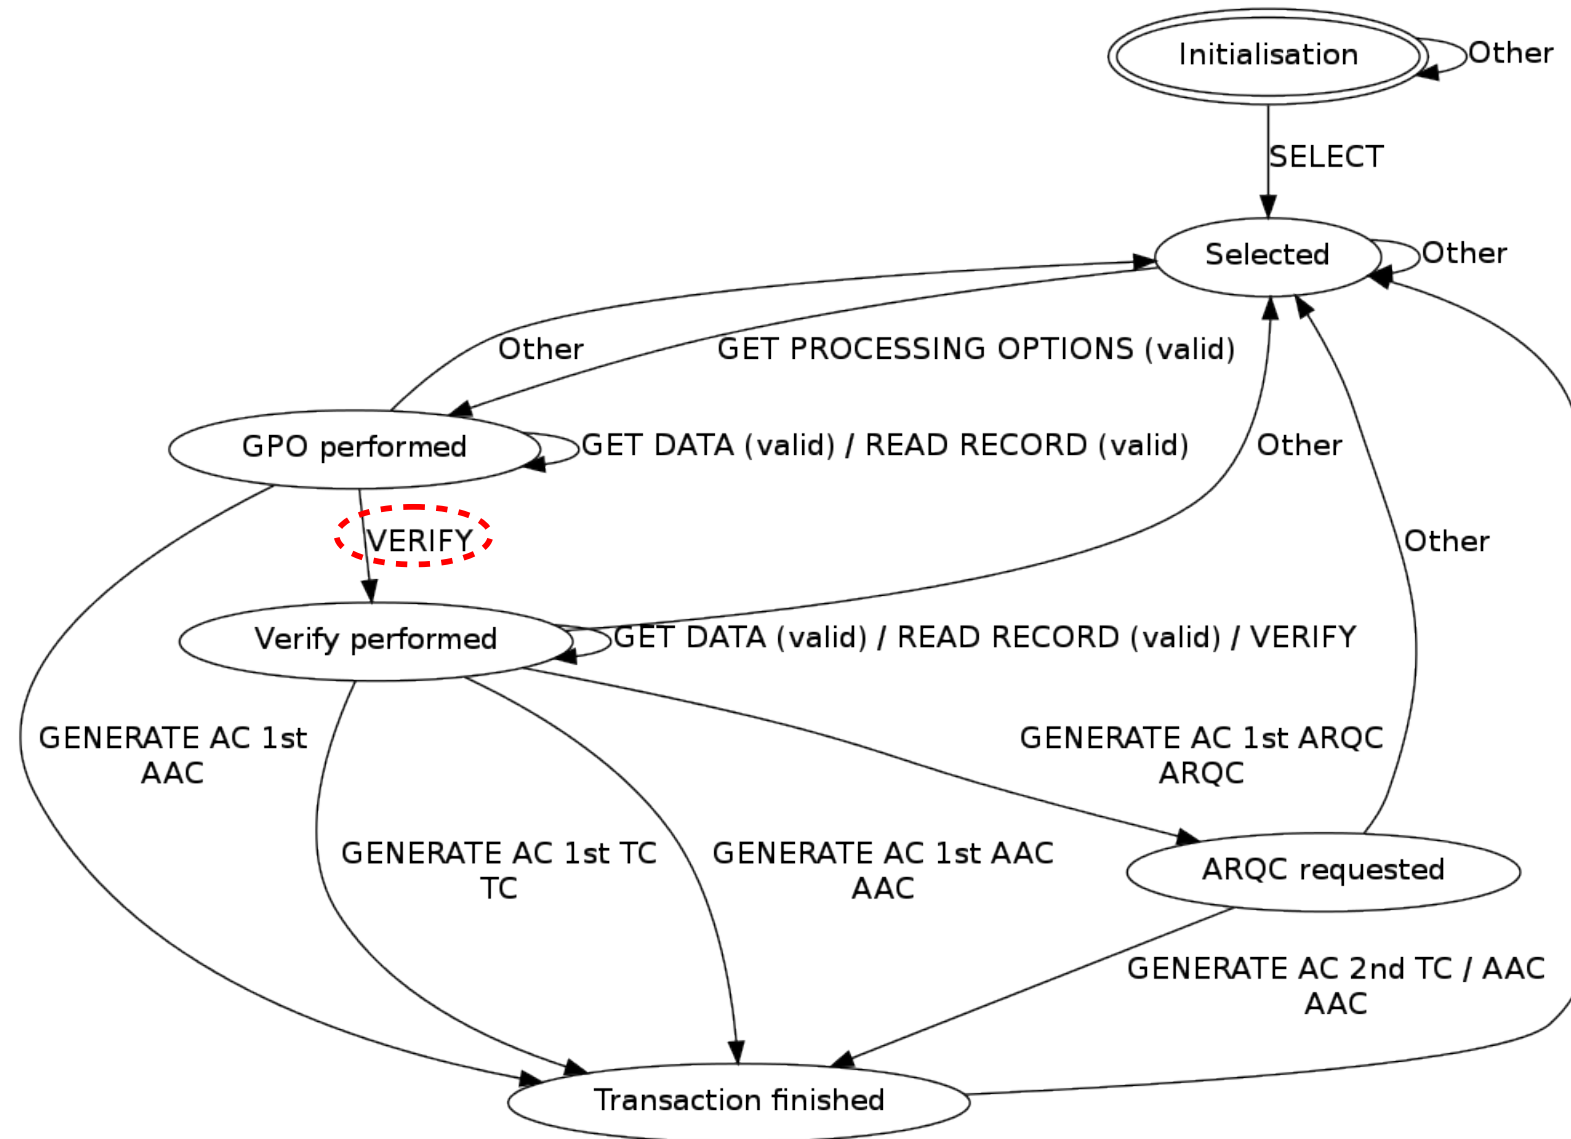 Initialisation
Other
SELECT
Selected
Other
Other
GET PROCESSING OPTIONS (valid)
GPO performed
GET DATA (valid) / READ RECORD (valid)
Other
VERIFY
Other
Verify performed
GET DATA (valid) / READ RECORD (valid) / VERIFY
GENERATE AC 1st
AAC
GENERATE AC 1st ARQC
ARQC
GENERATE AC 1st TC
TC
GENERATE AC 1st AAC
AAC
ARQC requested
GENERATE AC 2nd TC / AAC
AAC
Transaction finished